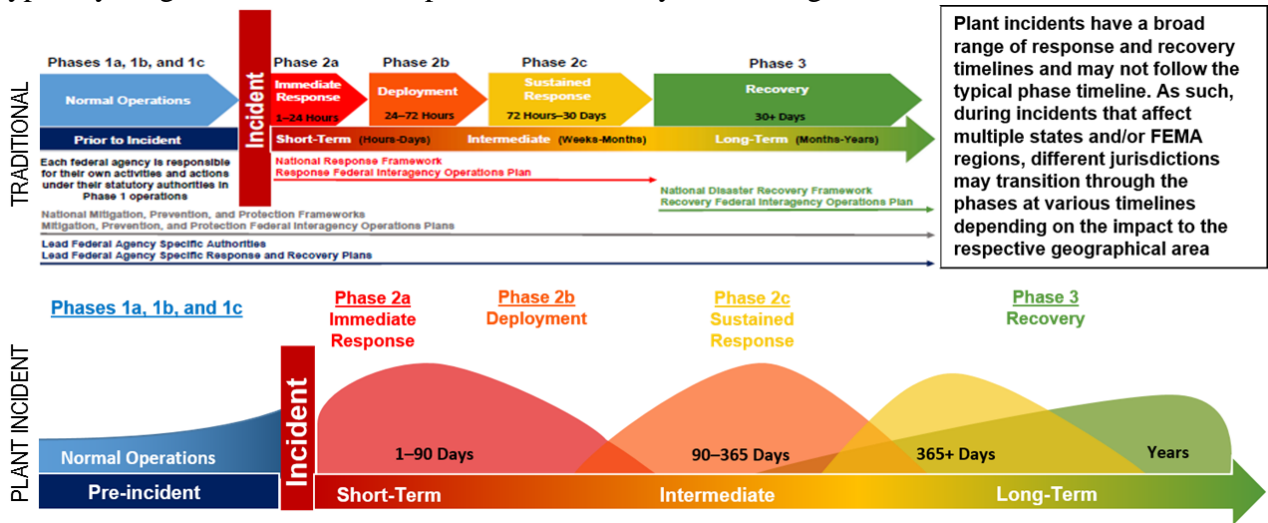 TRADITIONAL
Phases 1a, 1b, and 1c
Normal Operations
Prior to Incident
Each federal agency is responsible
for their own activities and actions
under their statutory authorities in
Phase 1 operations
Incident
Phase 2a
Immediate
Response
1–24 Hours
Phase 2b
Deployment
24–72 Hours
Phase 2c
Sustained
Response
72 Hours–30 Days
Phase 3
Recovery
30+ Days
Short-Term (Hours-Days)
Intermediate (Weeks-Months)
Long-Term (Months-Years)
National Response Framework
Response Federal Interagency Operations Plan
National Disaster Recovery Framework
Recovery Federal Interagency Operations Plan
National Mitigation, Prevention, and Protection Frameworks
Mitigation, Prevention, and Protection Federal Interagency Operations Plans
Lead Federal Agency Specific Authorities
Lead Federal Agency Specific Response and Recovery Plans
Plant incidents have a broad
range of response and recovery
timelines and may not follow the
typical phase timeline. As such,
during incidents that affect
multiple states and/or FEMA
regions, different jurisdictions
may transition through the
phases at various timelines
depending on the impact to the
respective geographical area
PLANT INCIDENT
Phases 1a, 1b, and 1c
Normal Operations
Pre-incident
Incident
Phase 2a
Immediate
Response
Phase 2b
Deployment
Phase 2c
Sustained
Response
Phase 3
Recovery
1–90 Days
90–365 Days
365+ Days
Years
Short-Term
Intermediate
Long-Term